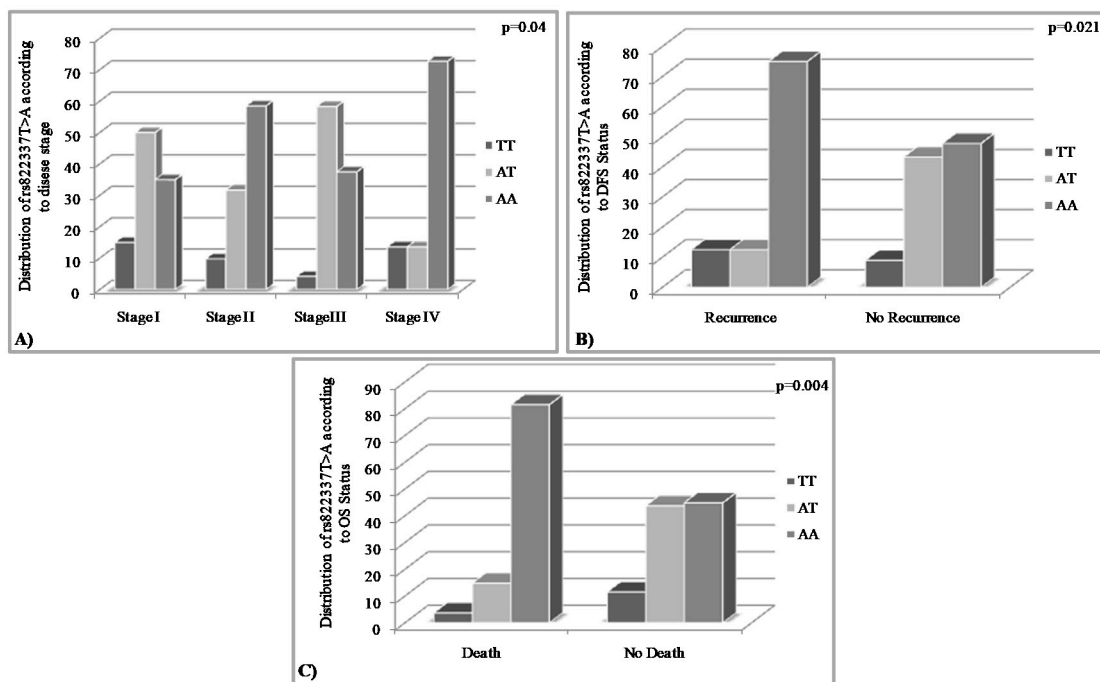 p=0.04
80
70
60
50
40
30
20
10
0
Distribution of rs822337T>A according
to disese stage
Stage I
Stage II
StageIII
Stage IV
TT
AT
AA
A)
p=0.021
80
70
60
50
40
30
20
10
0
Distribution of rs822337T>A according
to DFS Status
Recurrence
No Recurrence
TT
AT
AA
B)
p=0.004
90
80
70
60
50
40
30
20
10
0
Distribution of rs822337T>A according
to OS Status
Death
No Death
TT
AT
AA
C)